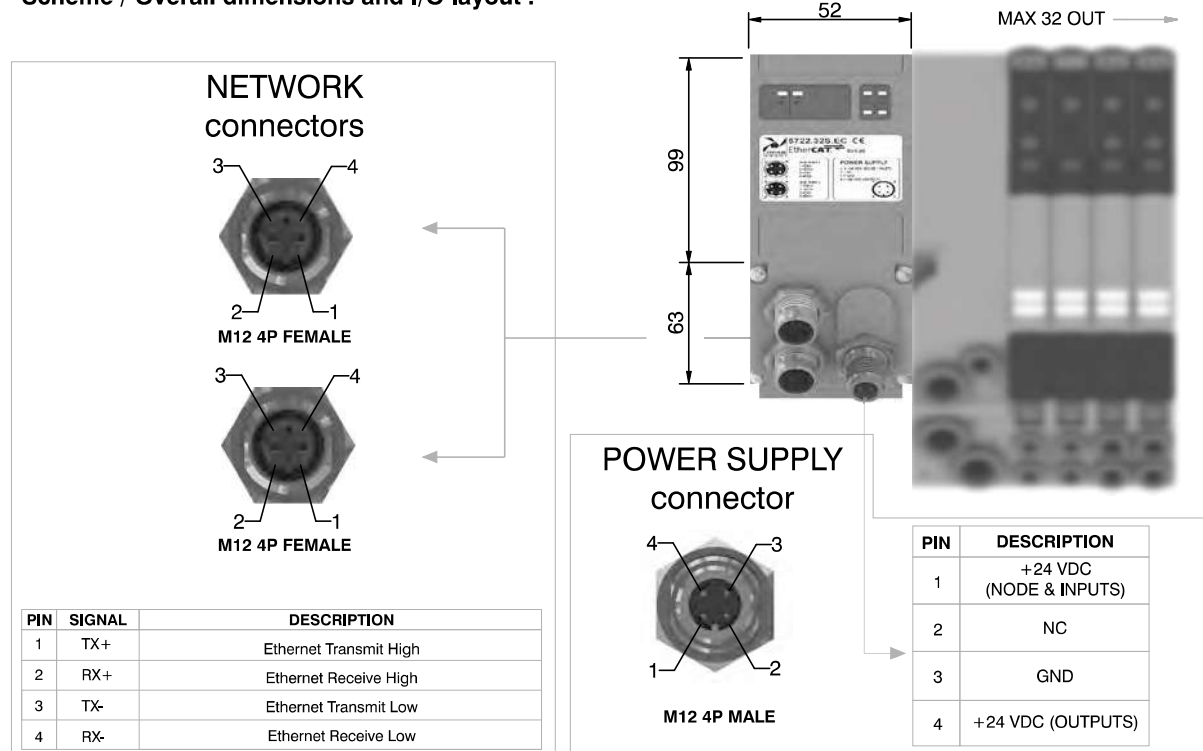 Scheme / Overall dimensions and I/O layout :
52
MAX 32 OUT
99
63
5722.32S.EC CE
EtherCAT
POWER SUPPLY
NETWORK
connectors
3
4
2
1
M12 4P FEMALE
3
4
2
1
M12 4P FEMALE
PIN SIGNAL DESCRIPTION
1 TX+ Ethernet Transmit High
2 RX+ Ethernet Receive High
3 TX- Ethernet Transmit Low
4 RX- Ethernet Receive Low
POWER SUPPLY
connector
4
3
1
2
M12 4P MALE
PIN DESCRIPTION
1 +24 VDC
(NODE & INPUTS)
2 NC
3 GND
4 +24 VDC (OUTPUTS)